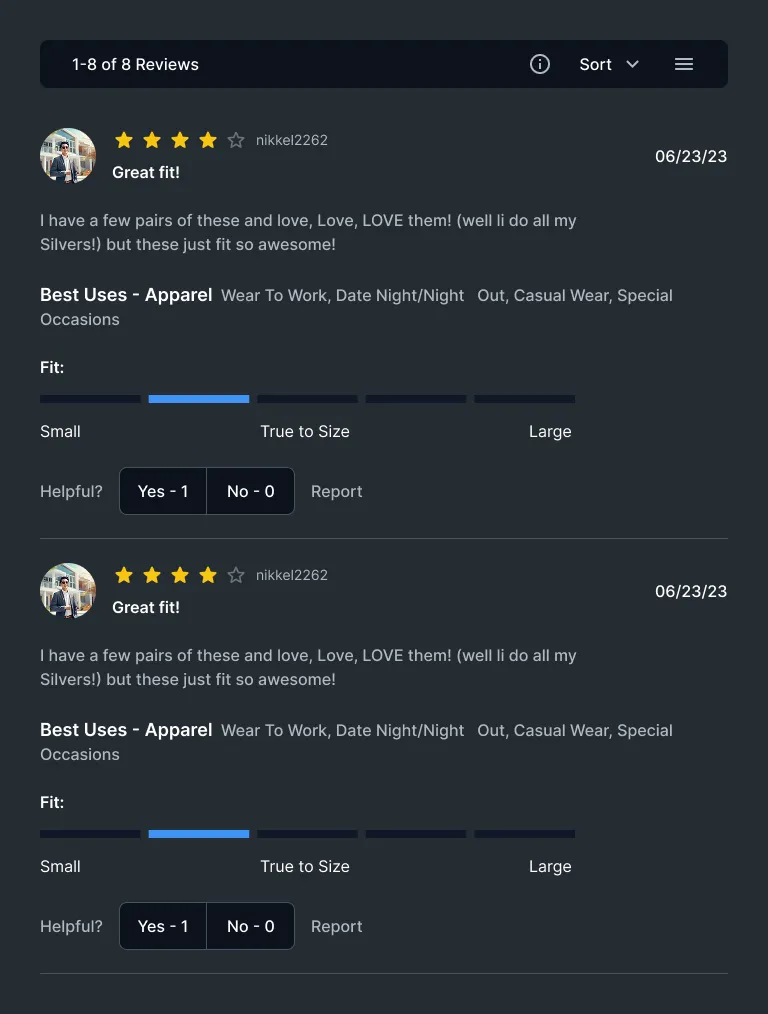 1-8 of 8 Reviews Sort
nikkel2262
Great fit!
06/23/23
I have a few pairs of these and love, Love, LOVE them! (well Ii do all my
Silvers!) but these just fit so awesome!
Best Uses - Apparel Wear To Work, Date Night/Night Out, Casual Wear, Special
Occasions
Fit:
Small True to Size Large
Helpful? Yes - 1 No - 0 Report
nikkel2262
Great fit!
06/23/23
I have a few pairs of these and love, Love, LOVE them! (well Ii do all my
Silvers!) but these just fit so awesome!
Best Uses - Apparel Wear To Work, Date Night/Night Out, Casual Wear, Special
Occasions
Fit:
Small True to Size Large
Helpful? Yes - 1 No - 0 Report